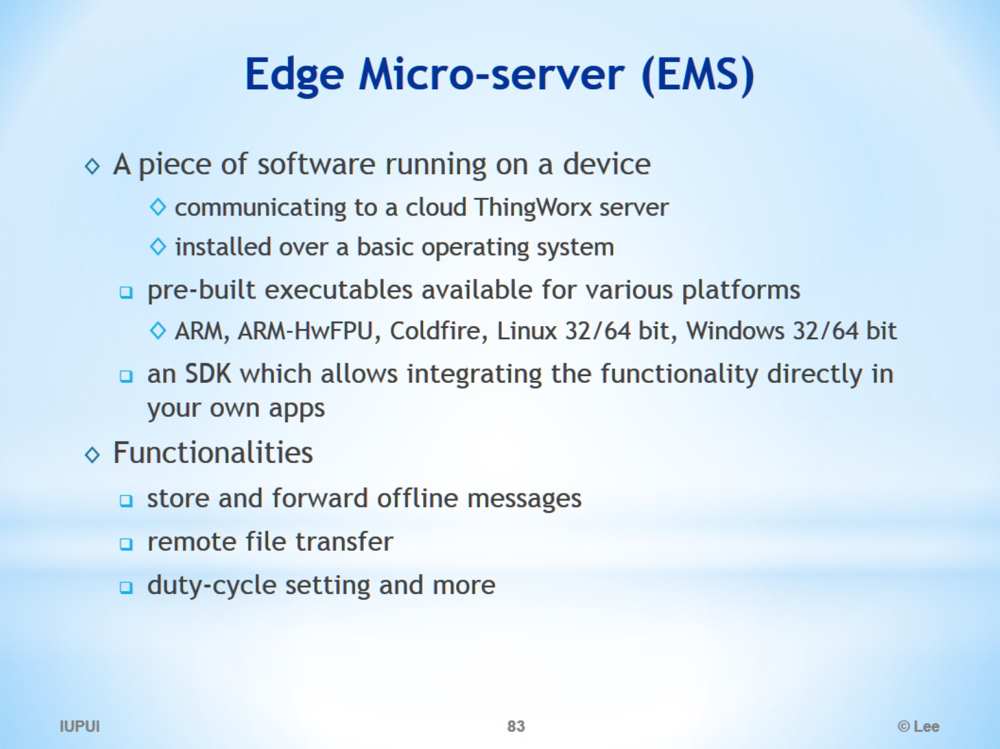 Edge Micro-server (EMS)
A piece of software running on a device
communicating to a cloud ThingWorx server
installed over a basic operating system
pre-built executables available for various platforms
ARM, ARM-HwFPU, Coldfire, Linux 32/64 bit, Windows 32/64 bit
an SDK which allows integrating the functionality directly in
your own apps
Functionalities
store and forward offline messages
remote file transfer
duty-cycle setting and more
IUPUI 83 © Lee